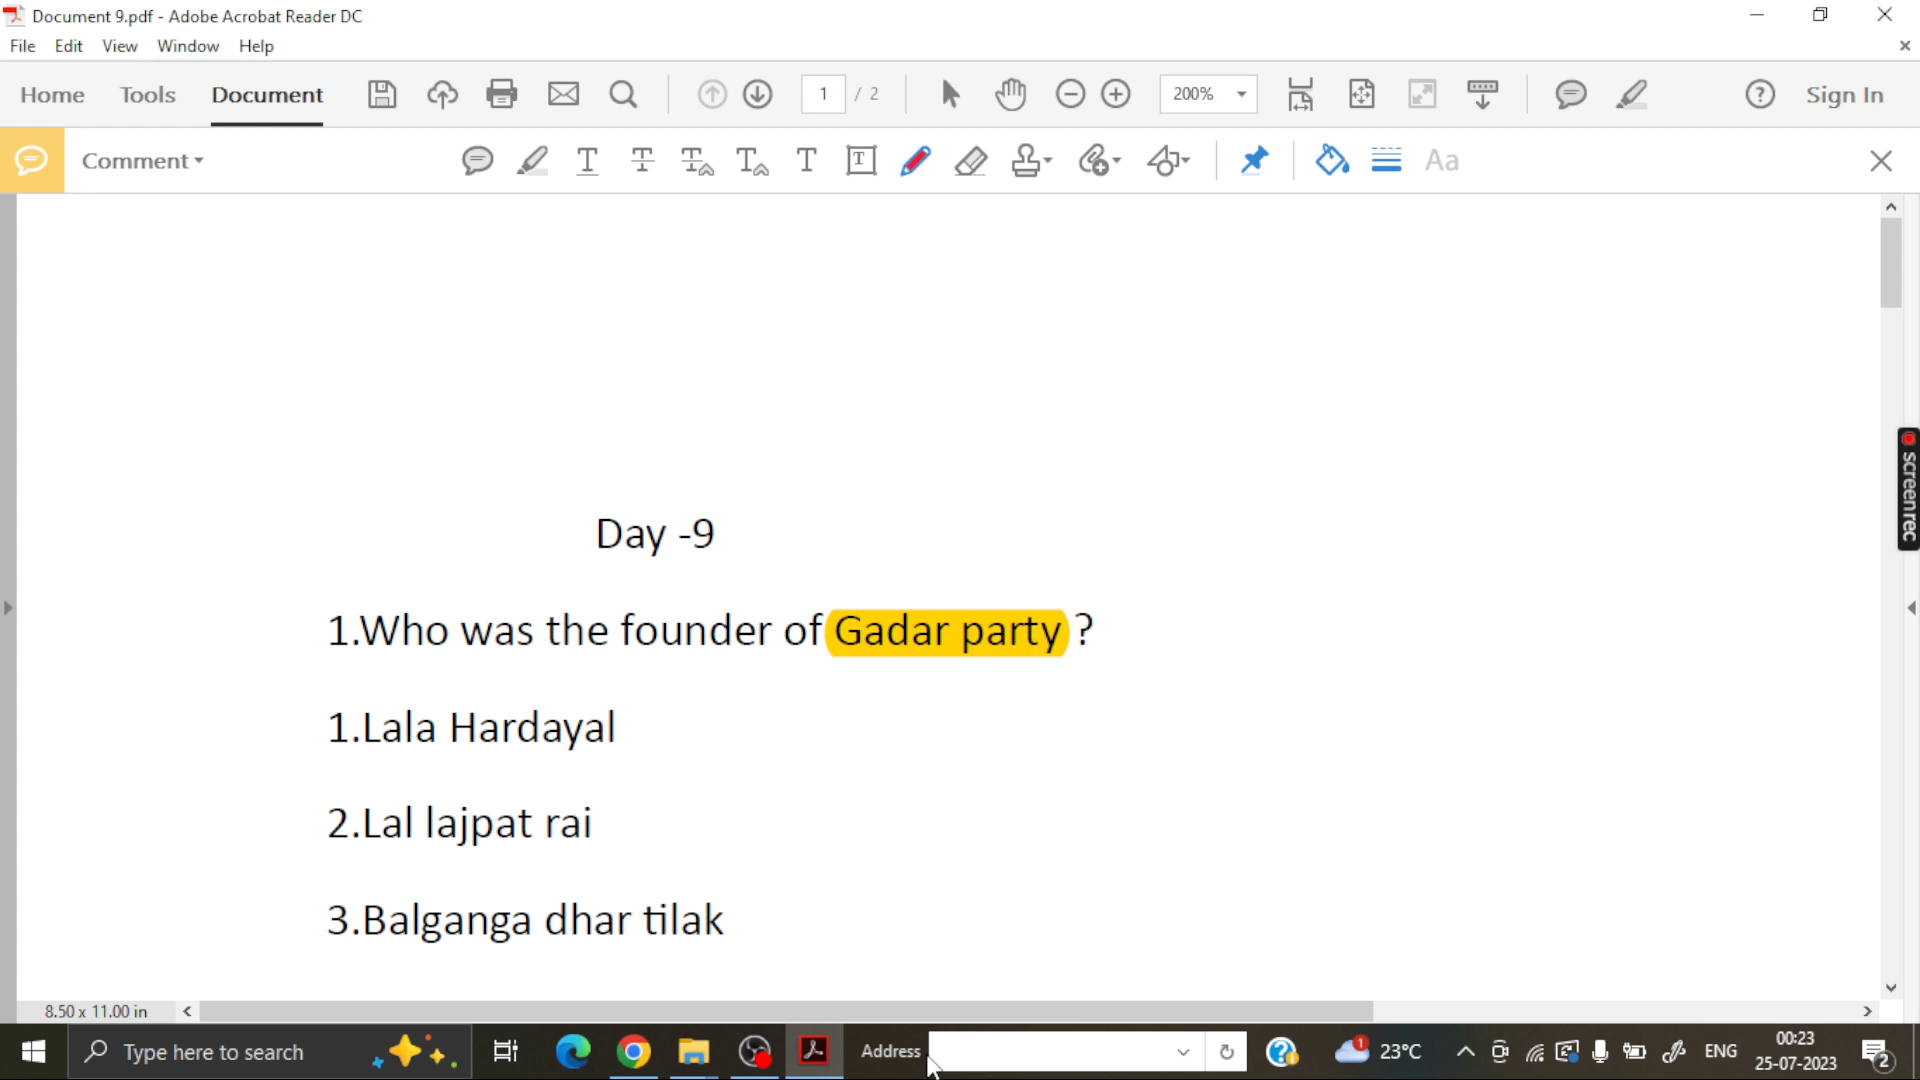 Document 9.pdf - Adobe Acrobat Reader DC
File Edit View Window Help
Home Tools Document 1 / 2 200% Sign In
Comment T T T T T T Aa
screenrec
Day -9
1.Who was the founder of Gadar party ?
1.Lala Hardayal
2.Lal lajpat rai
3.Balganga dhar tilak
8.50 x 11.00 in
Type here to search Address 1 23°C ENG 00:23
25-07-2023 2